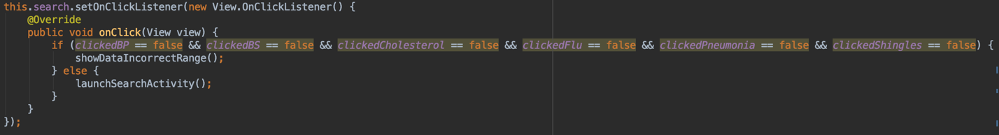 this.search.setOnClickListener(new View.OnClickListener() {
@Override
public void onClick(View view) {
if (clickedBP == false && clickedBS == false && clickedCholesterol == false && clickedFlu == false && clickedPneumonia == false && clickedShingles == false) {
showDataIncorrectRange();
} else {
launchSearchActivity();
}
}
});